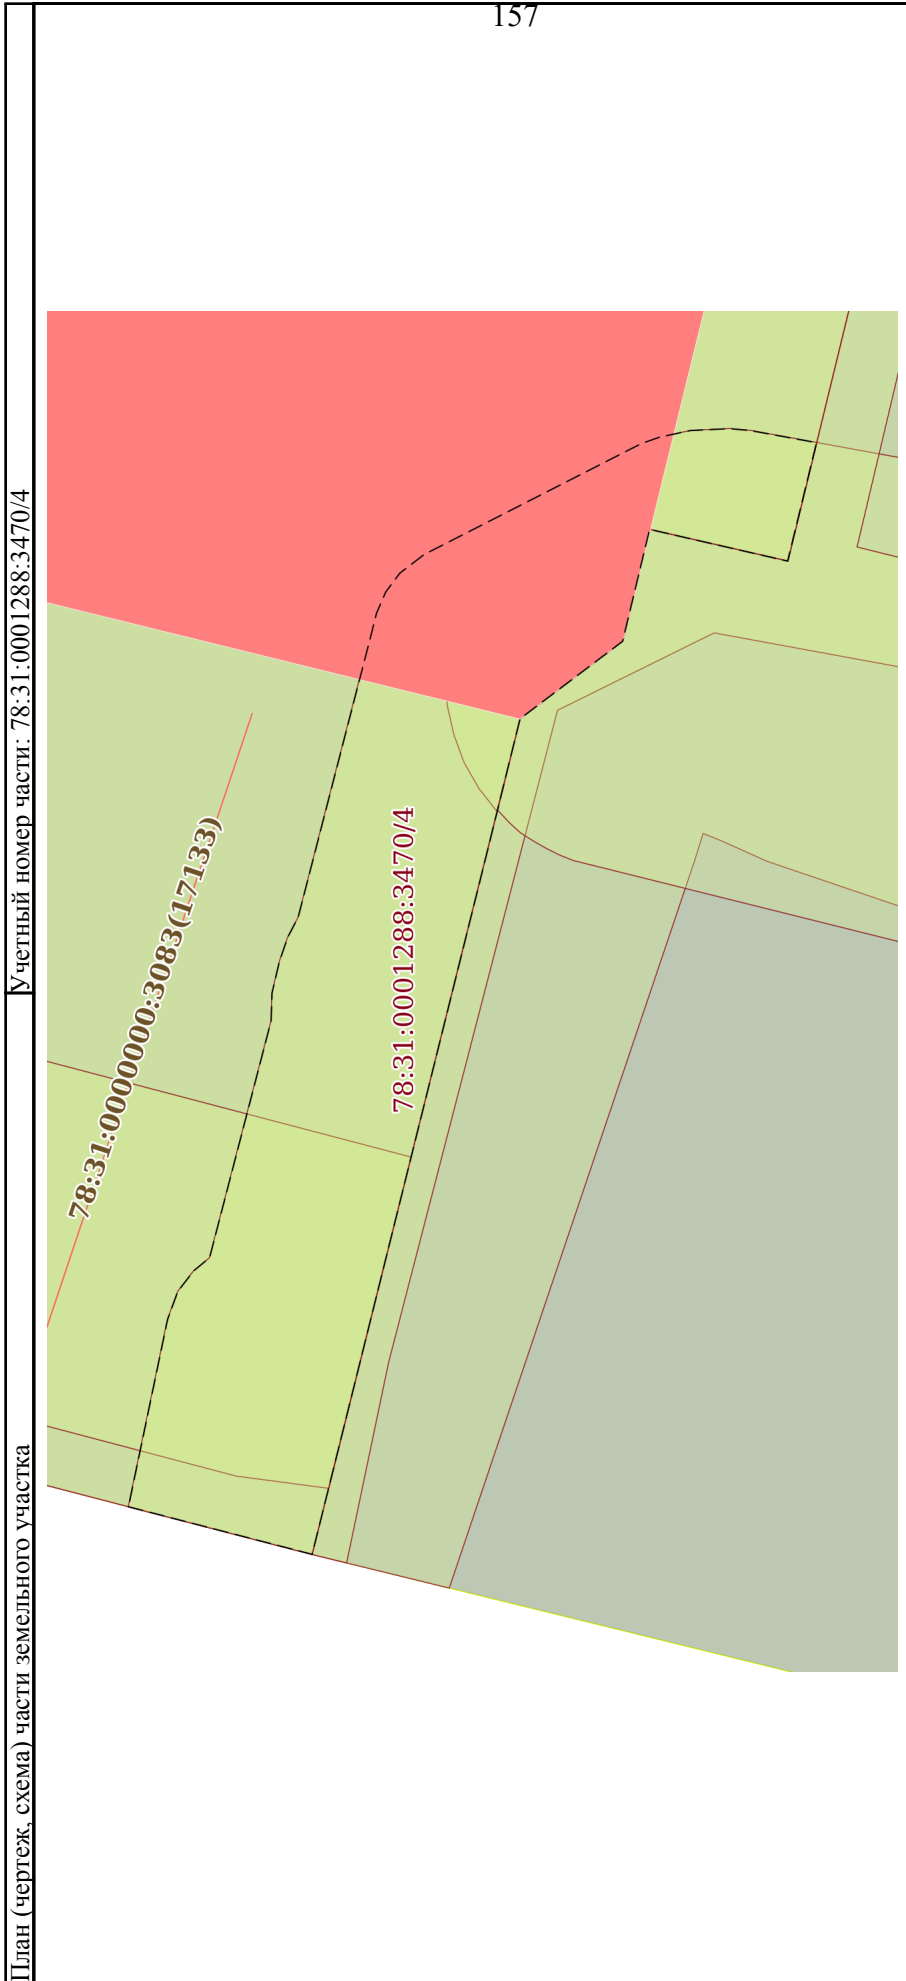 157
План (чертеж, схема) части земельного участка
Учетный номер части: 78:31:0001288:3470/4
78:31:0000000:3083(17133)
78:31:0001288:3470/4